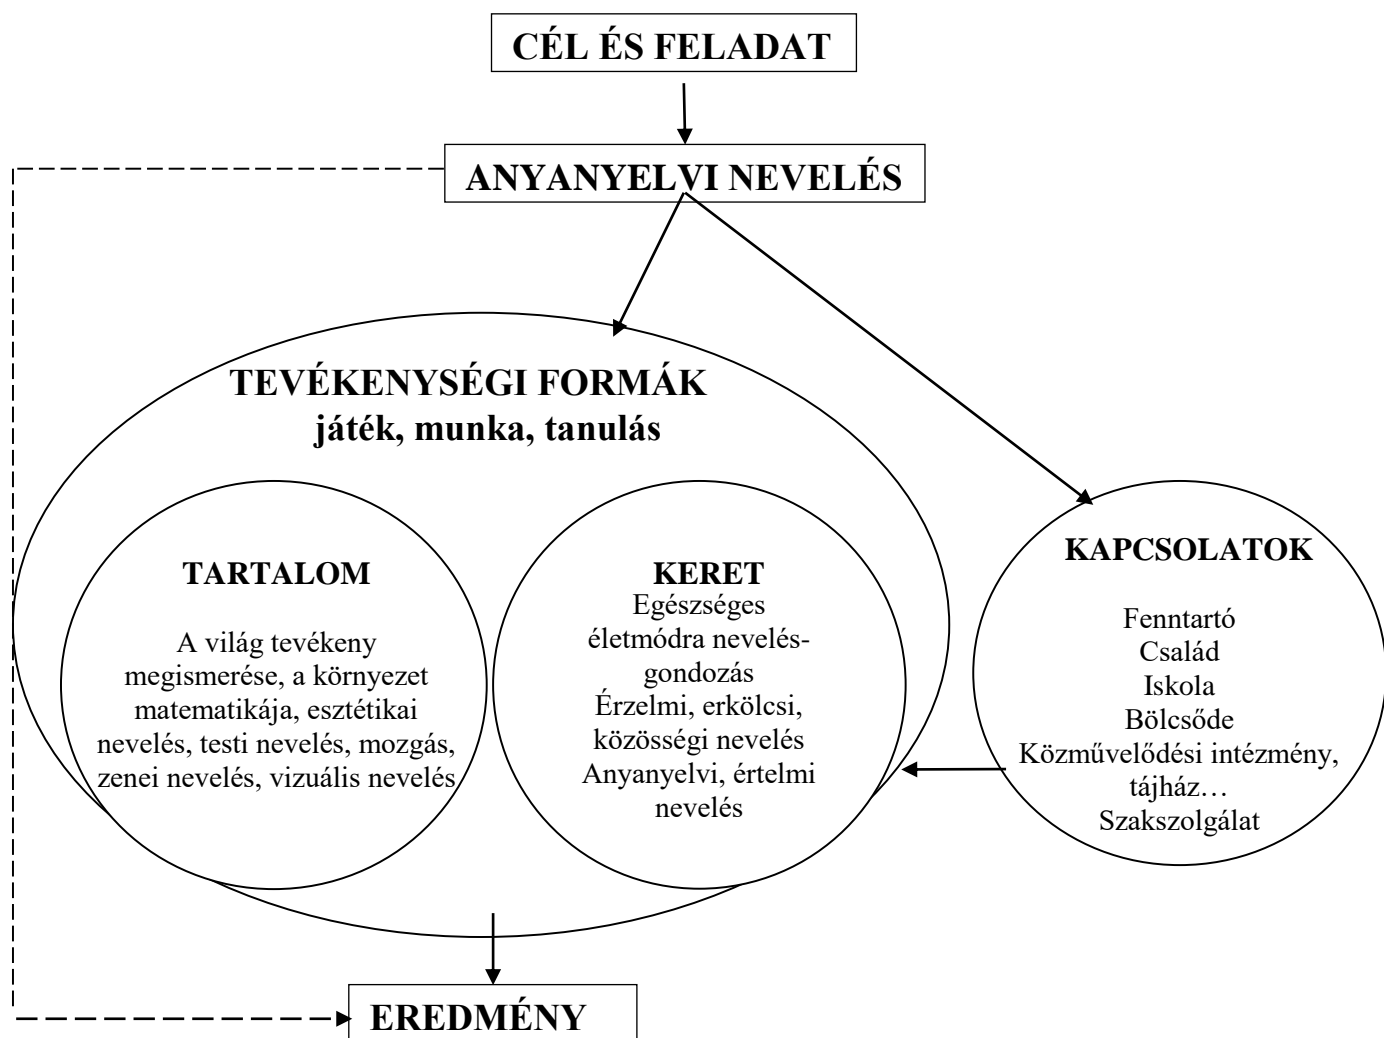 CÉL ÉS FELADAT
ANYANYELVI NEVELÉS
TEVÉKENYSÉGI FORMÁK
játék, munka, tanulás
TARTALOM
A világ tevékeny
megismerése, a környezet
matematikája, esztétikai
nevelés, testi nevelés, mozgás,
zenei nevelés, vizuális nevelés
KERET
Egészséges
életmódra nevelés-
gondozás
Érzelmi, erkölcsi,
közösségi nevelés
Anyanyelvi, értelmi
nevelés
KAPCSOLATOK
Fenntartó
Család
Iskola
Bölcsőde
Közművelődési intézmény,
tájház…
Szakszolgálat
EREDMÉNY